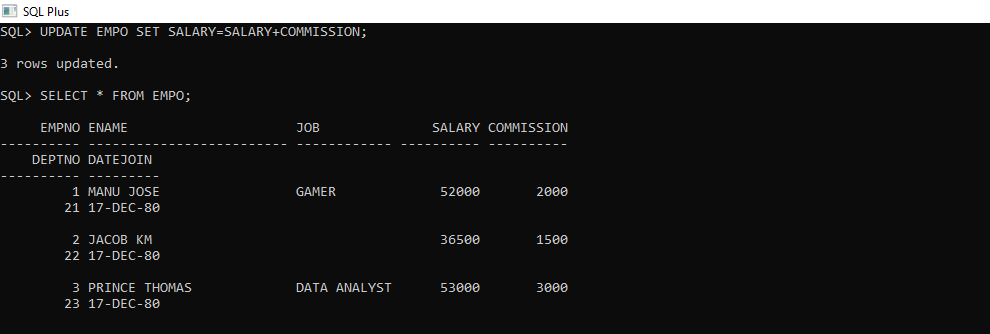 SQL Plus
SQL> UPDATE EMPO SET SALARY=SALARY+COMMISSION;
3 rows updated.
SQL> SELECT * FROM EMPO;
     EMPNO ENAME                     JOB              SALARY COMMISSION
---------- ------------------------- ------------ ---------- ----------
    DEPTNO DATEJOIN
---------- ---------
         1 MANU JOSE                 GAMER             52000       2000
        21 17-DEC-80
         2 JACOB KM                                    36500       1500
        22 17-DEC-80
         3 PRINCE THOMAS             DATA ANALYST      53000       3000
        23 17-DEC-80